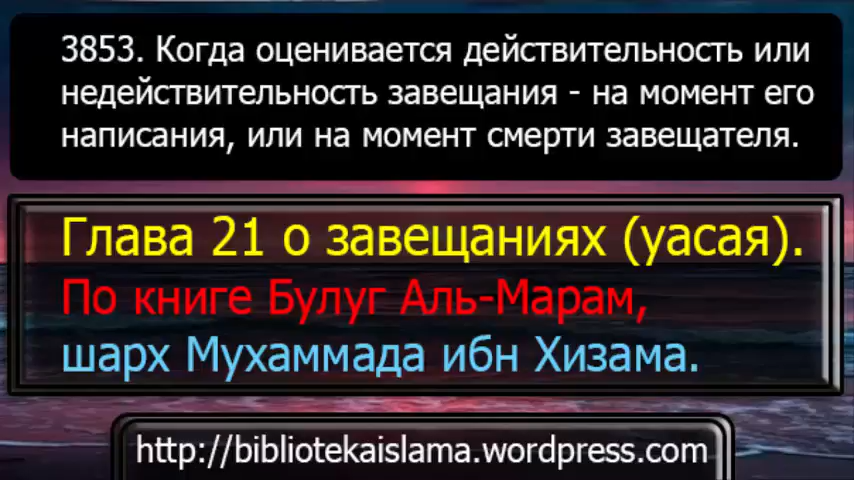 3853. Когда оценивается действительность или
недействительность завещания - на момент его
написания, или на момент смерти завещателя.
Глава 21 о завещаниях (уасая).
По книге Булуг Аль-Марам,
шарх Мухаммада ибн Хизама.
http://bibliotekaislama.wordpress.com